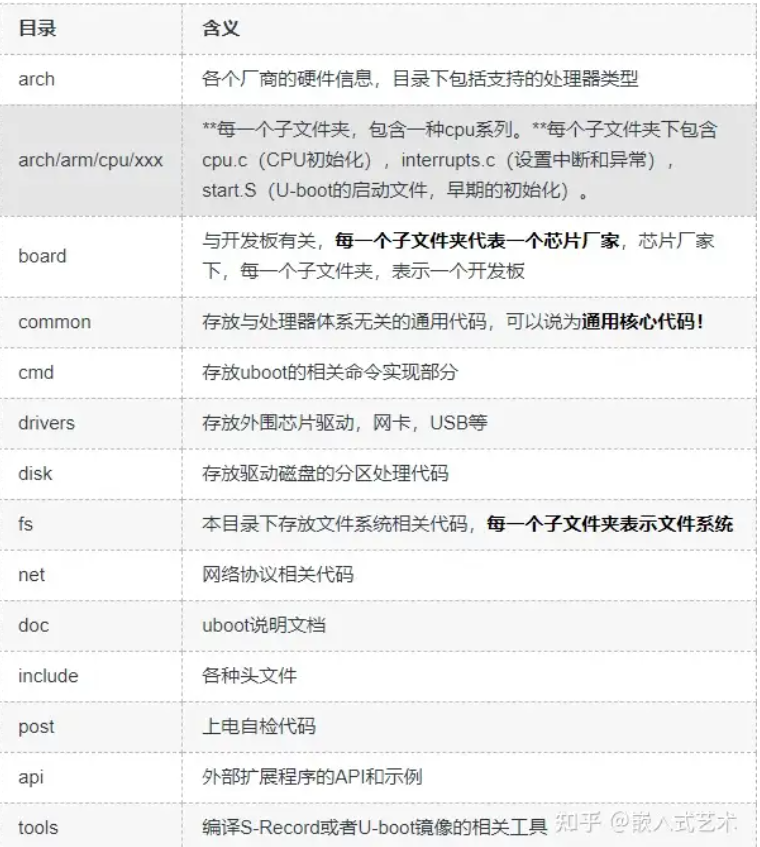 目录 含义
arch 各个厂商的硬件信息，目录下包括支持的处理器类型
**每一个子文件夹，包含一种cpu系列。**每个子文件夹下包含
arch/arm/cpu/xxx cpu.c（CPU初始化），interrupts.c（设置中断和异常），
start.S（U-boot的启动文件，早期的初始化）。
与开发板有关，每一个子文件夹代表一个芯片厂家，芯片厂家
board 下，每一个子文件夹，表示一个开发板
common 存放与处理器体系无关的通用代码，可以说为通用核心代码！
cmd 存放uboot的相关命令实现部分
drivers 存放外围芯片驱动，网卡，USB等
disk 存放驱动磁盘的分区处理代码
fs 本目录下存放文件系统相关代码，每一个子文件夹表示文件系统
net 网络协议相关代码
doc uboot说明文档
include 各种头文件
post 上电自检代码
api 外部扩展程序的API和示例
tools 编译S-Record或者U-boot镜像的相关工具
知乎 @嵌入式艺术